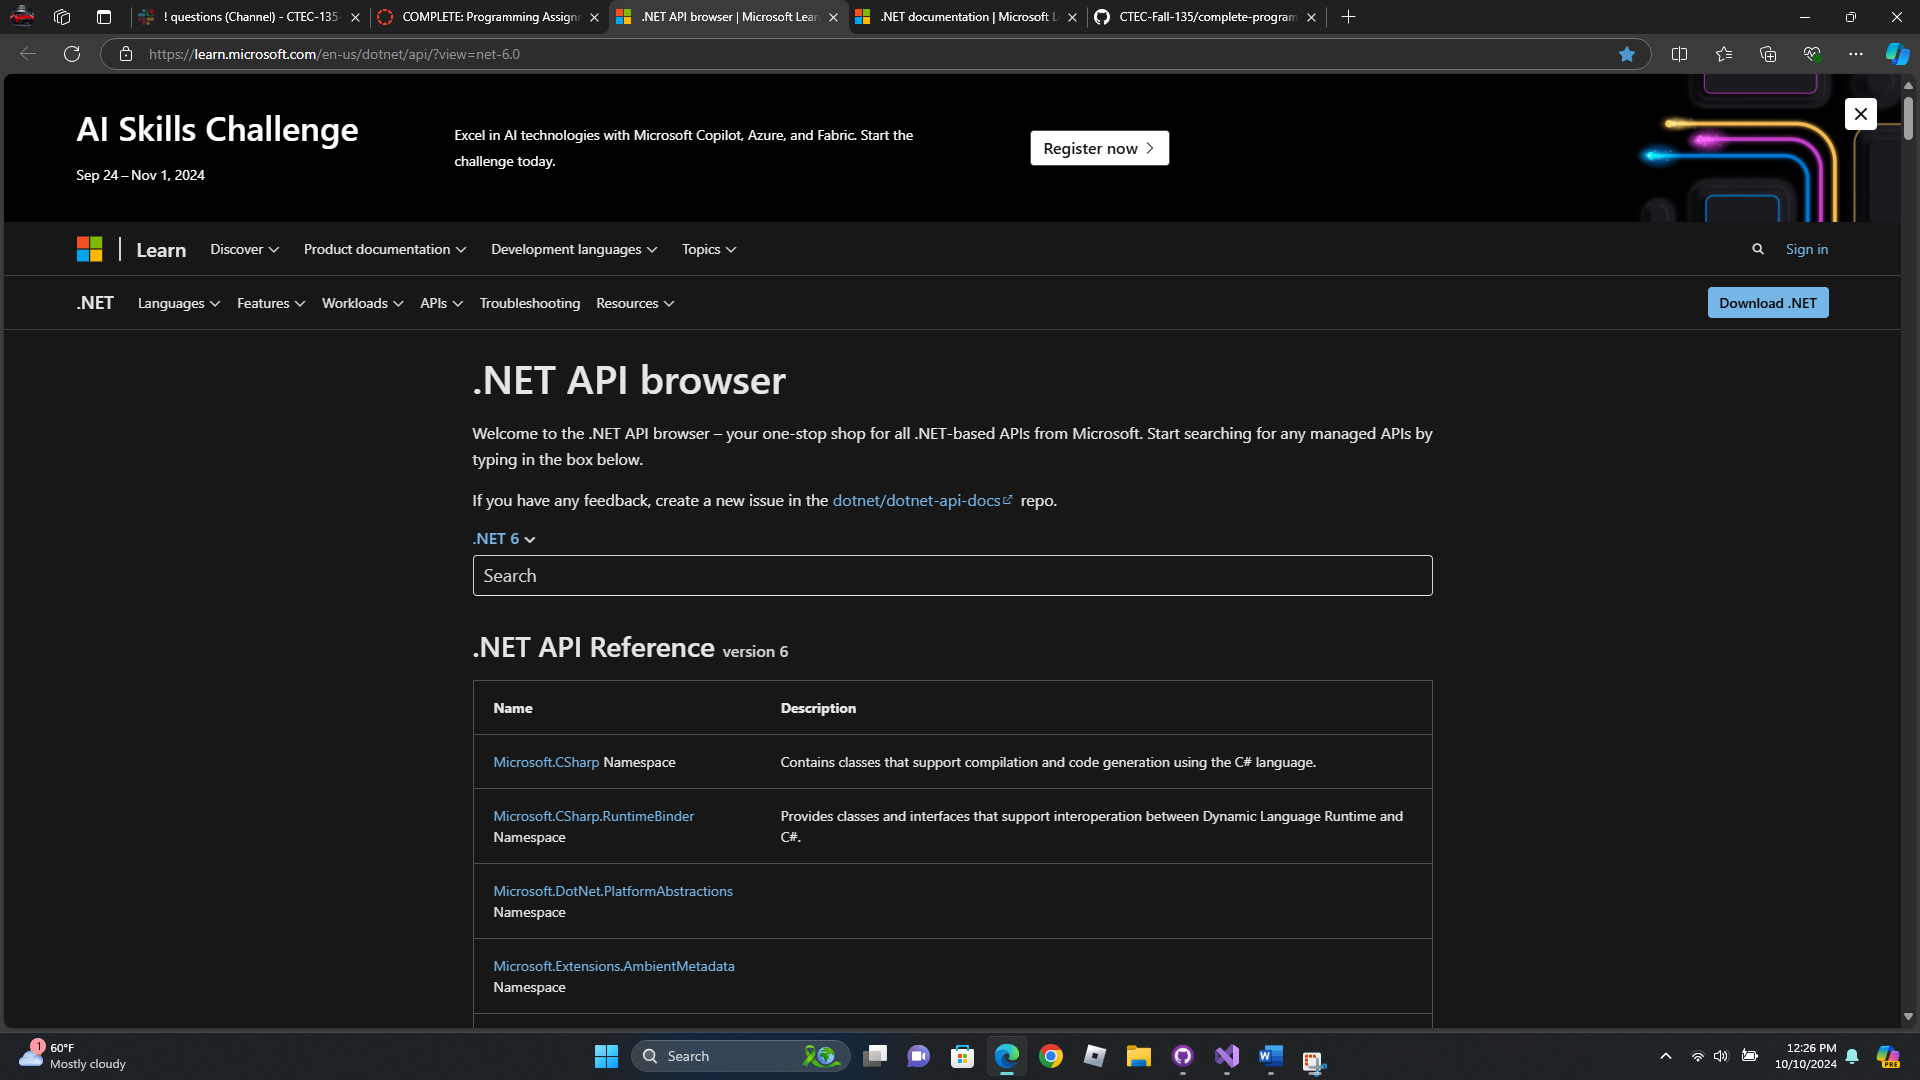 ! questions (Channel) - CTEC-135-
COMPLETE: Programming Assignm
.NET API browser | Microsoft Learn
.NET documentation | Microsoft L
CTEC-Fall-135/complete-program
https://learn.microsoft.com/en-us/dotnet/api/?view=net-6.0
AI Skills Challenge
Sep 24 – Nov 1, 2024
Excel in AI technologies with Microsoft Copilot, Azure, and Fabric. Start the
challenge today.
Register now
Learn
Discover
Product documentation
Development languages
Topics
Sign in
.NET
Languages
Features
Workloads
APIs
Troubleshooting
Resources
Download .NET
.NET API browser
Welcome to the .NET API browser – your one-stop shop for all .NET-based APIs from Microsoft. Start searching for any managed APIs by
typing in the box below.
If you have any feedback, create a new issue in the dotnet/dotnet-api-docs repo.
.NET 6
Search
.NET API Reference version 6
Name
Description
Microsoft.CSharp Namespace
Contains classes that support compilation and code generation using the C# language.
Microsoft.CSharp.RuntimeBinder
Namespace
Provides classes and interfaces that support interoperation between Dynamic Language Runtime and
C#.
Microsoft.DotNet.PlatformAbstractions
Namespace
Microsoft.Extensions.AmbientMetadata
Namespace
1
60°F
Mostly cloudy
Search
12:26 PM
10/10/2024
PRE